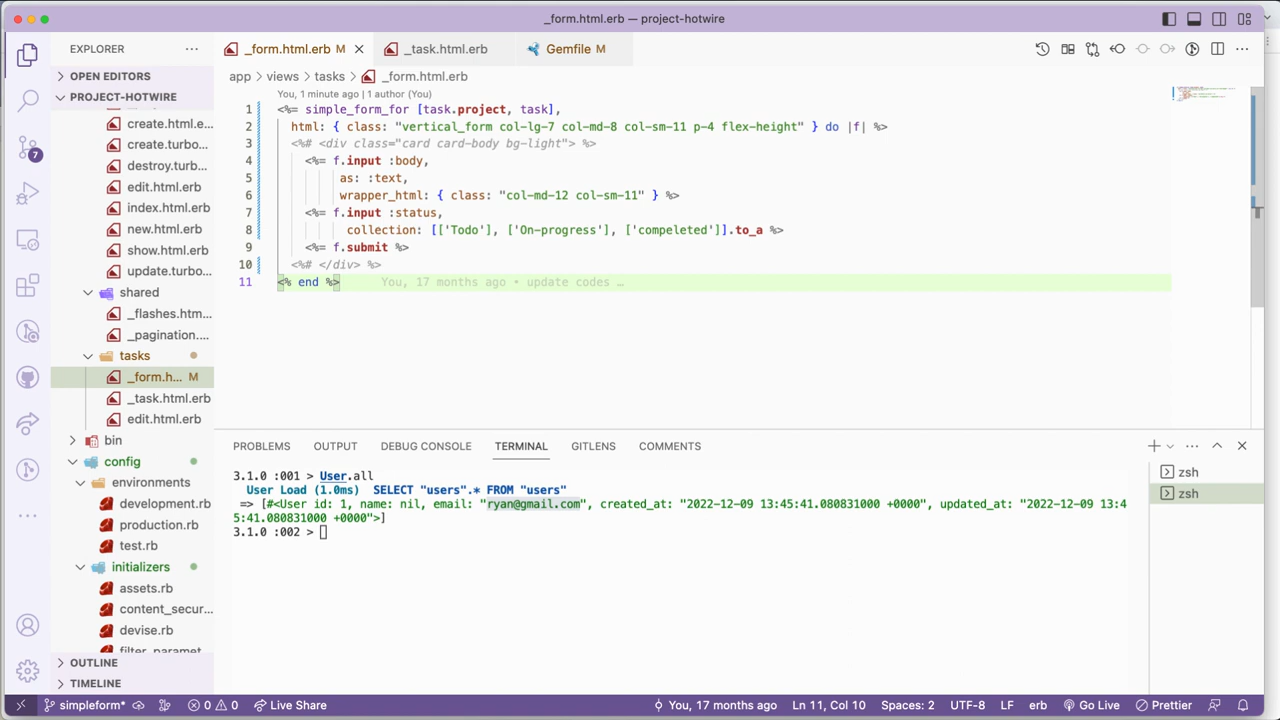 _form.html.erb — project-hotwire
EXPLORER
_form.html.erb M
_task.html.erb
Gemfile M
OPEN EDITORS
PROJECT-HOTWIRE
app > views > tasks > _form.html.erb
create.html.e...
create.turbo...
destroy.turb...
edit.html.erb
index.html.erb
new.html.erb
show.html.erb
update.turbo...
shared
_flashes.htm...
_pagination....
tasks
_form.h... M
_task.html.erb
edit.html.erb
bin
config
environments
development.rb
production.rb
test.rb
initializers
assets.rb
content_secur...
devise.rb
filter_paramet
OUTLINE
TIMELINE
7
You, 1 minute ago | 1 author (You)
1 <%= simple_form_for [task.project, task],
2 html: { class: "vertical_form col-lg-7 col-md-8 col-sm-11 p-4 flex-height" } do |f| %>
3 <%# <div class="card card-body bg-light"> %>
4 <%= f.input :body,
5 as: :text,
6 wrapper_html: { class: "col-md-12 col-sm-11" } %>
7 <%= f.input :status,
8 collection: [['Todo'], ['On-progress'], ['compeleted']].to_a %>
9 <%= f.submit %>
10 <%# </div> %>
11 <% end %> You, 17 months ago • update codes …
PROBLEMS OUTPUT DEBUG CONSOLE TERMINAL GITLENS COMMENTS
3.1.0 :001 > User.all
User Load (1.0ms) SELECT "users".* FROM "users"
=> [#<User id: 1, name: nil, email: "ryan@gmail.com", created_at: "2022-12-09 13:45:41.080831000 +0000", updated_at: "2022-12-09 13:4
5:41.080831000 +0000">]
3.1.0 :002 >
zsh
zsh
simpleform* 0 0 Live Share You, 17 months ago Ln 11, Col 10 Spaces: 2 UTF-8 LF erb Go Live Prettier